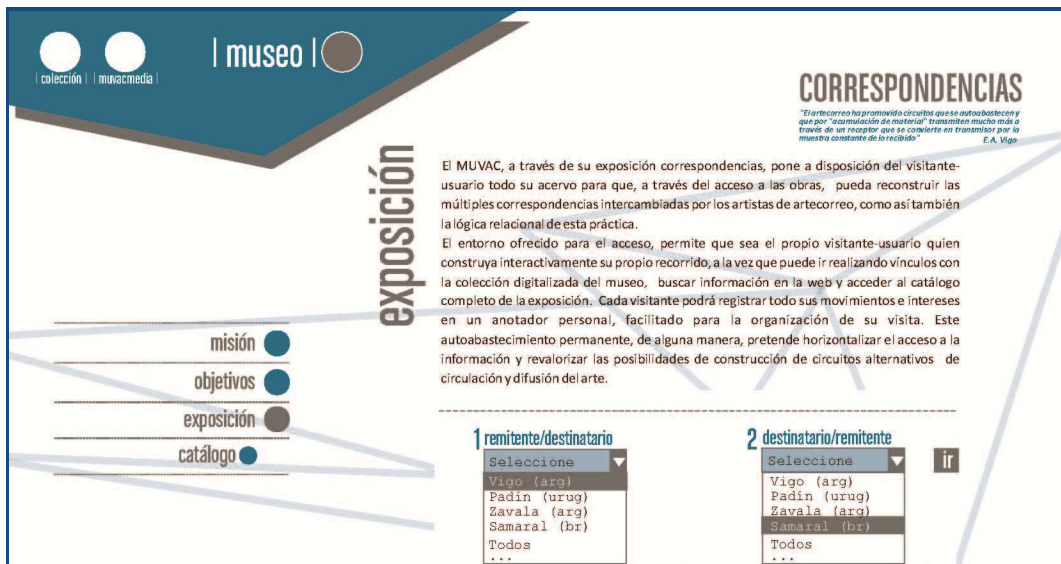 | museo |
| colección | | muvacmedia |
CORRESPONDENCIAS
"El artecorreo ha promovido circuitos que se autoabastecen y
que por "acumulación de material" transmiten mucho más a
través de un receptor que se convierte en transmisor por la
muestra constante de lo recibido"
E.A. Vigo
exposición
El MUVAC, a través de su exposición correspondencias, pone a disposición del visitante-
usuario todo su acervo para que, a través del acceso a las obras, pueda reconstruir las
múltiples correspondencias intercambiadas por los artistas de artecorreo, como así también
la lógica relacional de esta práctica.
El entorno ofrecido para el acceso, permite que sea el propio visitante-usuario quien
construya interactivamente su propio recorrido, a la vez que puede ir realizando vínculos con
la colección digitalizada del museo, buscar información en la web y acceder al catálogo
completo de la exposición. Cada visitante podrá registrar todo sus movimientos e intereses
en un anotador personal, facilitado para la organización de su visita. Este
autoabastecimiento permanente, de alguna manera, pretende horizontalizar el acceso a la
información y revalorizar las posibilidades de construcción de circuitos alternativos de
circulación y difusión del arte.
misión
objetivos
exposición
catálogo
1 remitente/destinatario
Seleccione
Vigo (arg)
Padín (urug)
Zavala (arg)
Samaral (br)
Todos
...
2 destinatario/remitente
Seleccione
Vigo (arg)
Padín (urug)
Zavala (arg)
Samaral (br)
Todos
...
ir